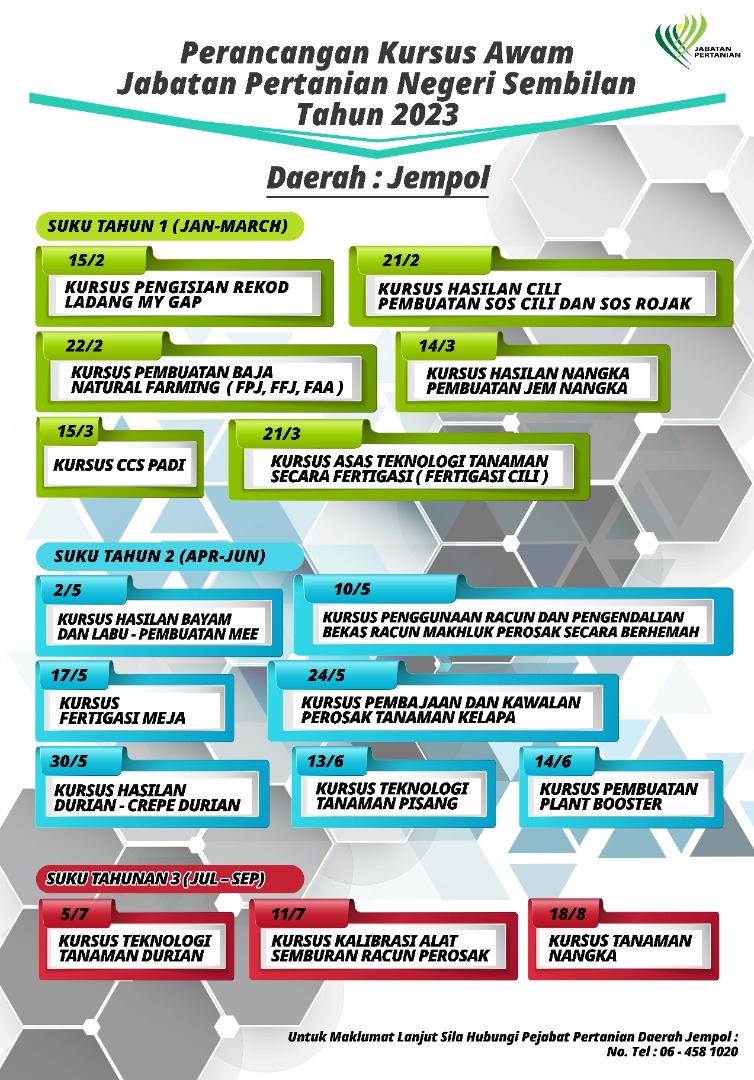 JABATAN
PERTANIAN
Perancangan Kursus Awam
Jabatan Pertanian Negeri Sembilan
Tahun 2023
Daerah : Jempol
SUKU TAHUN 1 (JAN-MARCH)
15/2
KURSUS PENGISIAN REKOD
LADANG MY GAP
21/2
KURSUS HASILAN CILI
PEMBUATAN SOS CILI DAN SOS ROJAK
22/2
KURSUS PEMBUATAN BAJA
NATURAL FARMING ( FPJ, FFJ, FAA )
14/3
KURSUS HASILAN NANGKA
PEMBUATAN JEM NANGKA
15/3
KURSUS CCS PADI
21/3
KURSUS ASAS TEKNOLOGI TANAMAN
SECARA FERTIGASI ( FERTIGASI CILI )
SUKU TAHUN 2 (APR-JUN)
2/5
KURSUS HASILAN BAYAM
DAN LABU - PEMBUATAN MEE
10/5
KURSUS PENGGUNAAN RACUN DAN PENGENDALIAN
BEKAS RACUN MAKHLUK PEROSAK SECARA BERHEMAH
17/5
KURSUS
FERTIGASI MEJA
24/5
KURSUS PEMBAJAAN DAN KAWALAN
PEROSAK TANAMAN KELAPA
30/5
KURSUS HASILAN
DURIAN - CREPE DURIAN
13/6
KURSUS TEKNOLOGI
TANAMAN PISANG
14/6
KURSUS PEMBUATAN
PLANT BOOSTER
SUKU TAHUNAN 3 (JUL – SEP)
5/7
KURSUS TEKNOLOGI
TANAMAN DURIAN
11/7
KURSUS KALIBRASI ALAT
SEMBURAN RACUN PEROSAK
18/8
KURSUS TANAMAN
NANGKA
Untuk Maklumat Lanjut Sila Hubungi Pejabat Pertanian Daerah Jempol :
No. Tel : 06 - 458 1020